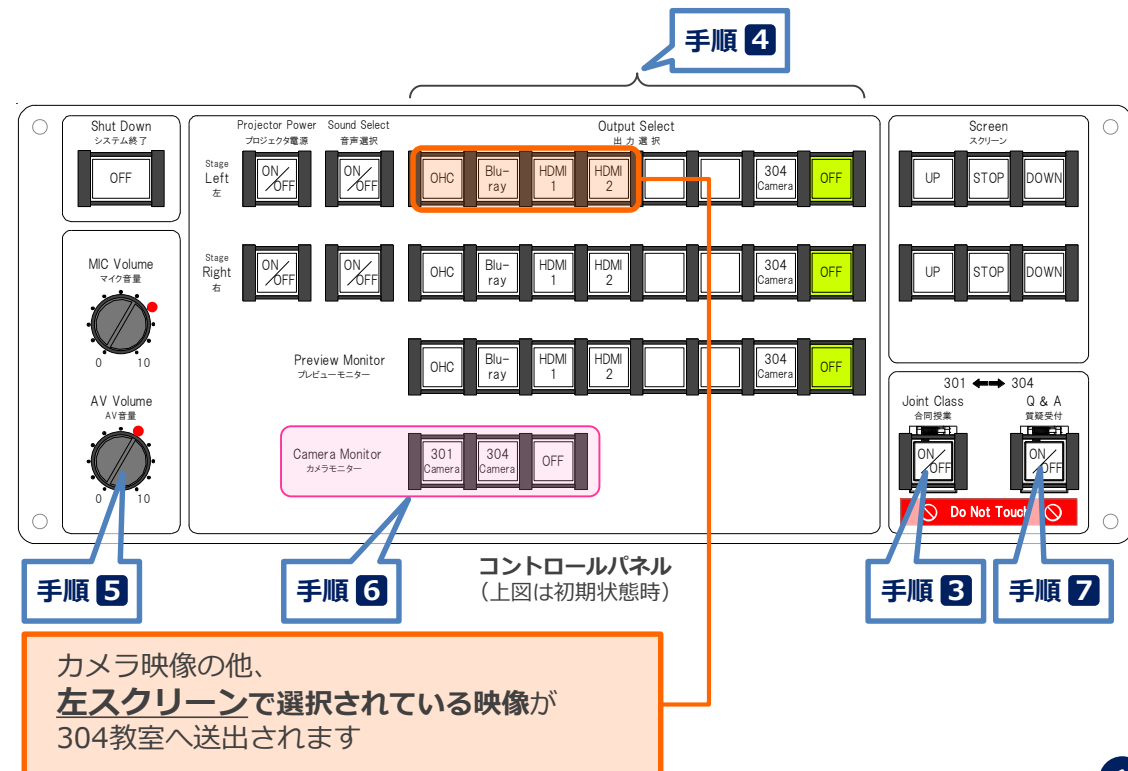 手順 4
Shut Down
システム終了
OFF
Projector Power
プロジェクタ電源
Sound Select
音声選択
Output Select
出力選択
Screen
スクリーン
Stage
Left
左
ON/OFF
ON/OFF
OHC
Blu-
ray
HDMI
1
HDMI
2
304
Camera
OFF
UP
STOP
DOWN
MIC Volume
マイク音量
0 10
Stage
Right
右
ON/OFF
ON/OFF
OHC
Blu-
ray
HDMI
1
HDMI
2
304
Camera
OFF
UP
STOP
DOWN
AV Volume
AV音量
0 10
Preview Monitor
プレビューモニター
OHC
Blu-
ray
HDMI
1
HDMI
2
304
Camera
OFF
Camera Monitor
カメラモニター
301
Camera
304
Camera
OFF
301 ⟷ 304
Joint Class
合同授業
Q & A
質疑受付
ON/OFF
ON/OFF
Do Not Touch
手順 5
手順 6
コントロールパネル
（上図は初期状態時）
手順 3
手順 7
カメラ映像の他、
左スクリーンで選択されている映像が
304教室へ送出されます